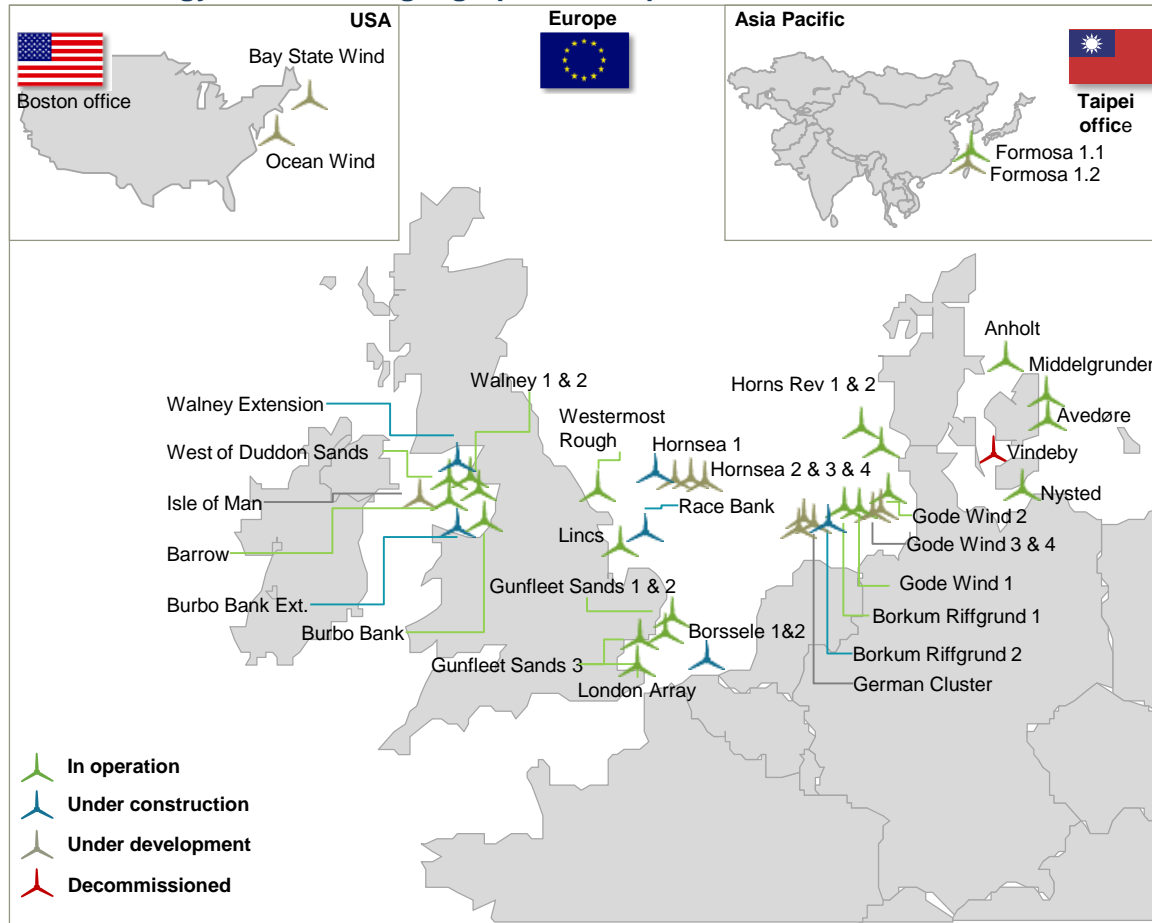 USA
Europe
Asia Pacific
Boston office
Bay State Wind
Ocean Wind
Taipei
office
Formosa 1.1
Formosa 1.2
Anholt
Middelgrunden
Horns Rev 1 & 2
Avedøre
Vindeby
Nysted
Walney 1 & 2
Walney Extension
Westermost
Rough
West of Duddon Sands
Hornsea 1
Hornsea 2 & 3 & 4
Isle of Man
Race Bank
Lincs
Gode Wind 2
Gode Wind 3 & 4
Barrow
Gunfleet Sands 1 & 2
Gode Wind 1
Burbo Bank Ext.
Borkum Riffgrund 1
Burbo Bank
Borssele 1&2
Borkum Riffgrund 2
Gunfleet Sands 3
London Array
German Cluster
In operation
Under construction
Under development
Decommissioned